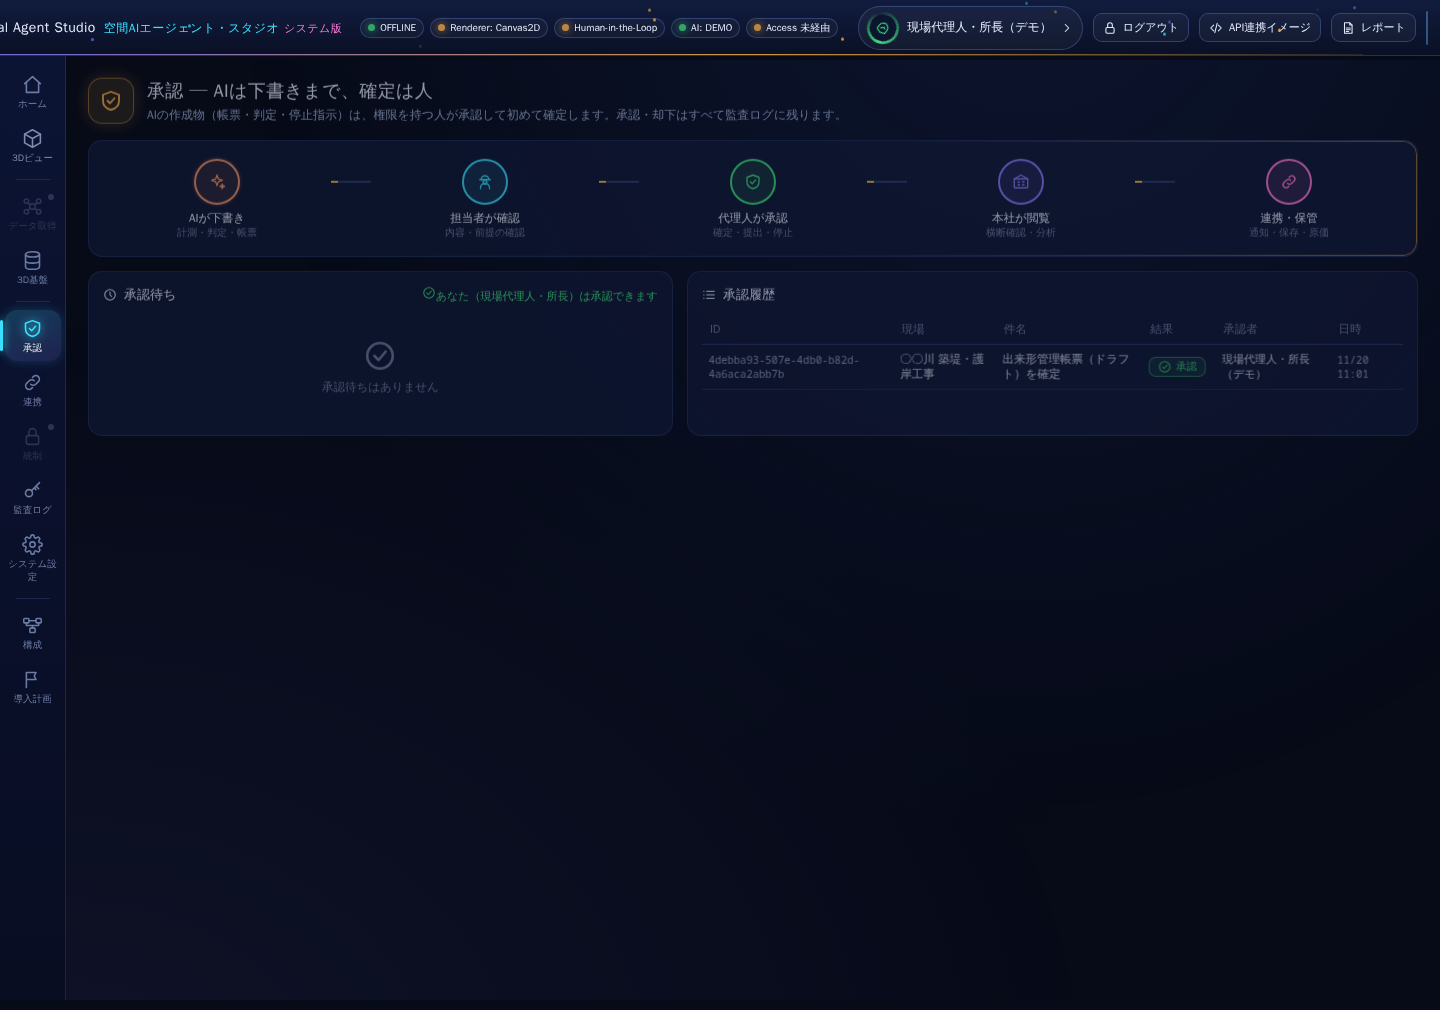 al Agent Studio 空間AIエージェント・スタジオ システム版
OFFLINE
Renderer: Canvas2D
Human-in-the-Loop
AI: DEMO
Access 未経由
現場代理人・所長（デモ）
ログアウト
API連携イメージ
レポート
ホーム
3Dビュー
データ取得
3D基盤
承認
連携
統制
監査ログ
システム設
定
構成
導入計画
承認 — AIは下書きまで、確定は人
AIの作成物（帳票・判定・停止指示）は、権限を持つ人が承認して初めて確定します。承認・却下はすべて監査ログに残ります。
AIが下書き
計測・判定・帳票
担当者が確認
内容・前提の確認
代理人が承認
確定・提出・停止
本社が閲覧
横断確認・分析
連携・保管
通知・保存・原価
承認待ち
あなた（現場代理人・所長）は承認できます
承認待ちはありません
承認履歴
ID 現場 件名 結果 承認者 日時
4debba93-507e-4db0-b82d-
4a6aca2abb7b
〇〇川 築堤・護
岸工事
出来形管理帳票（ドラフ
ト）を確定
承認
現場代理人・所長
（デモ）
11/20
11:01